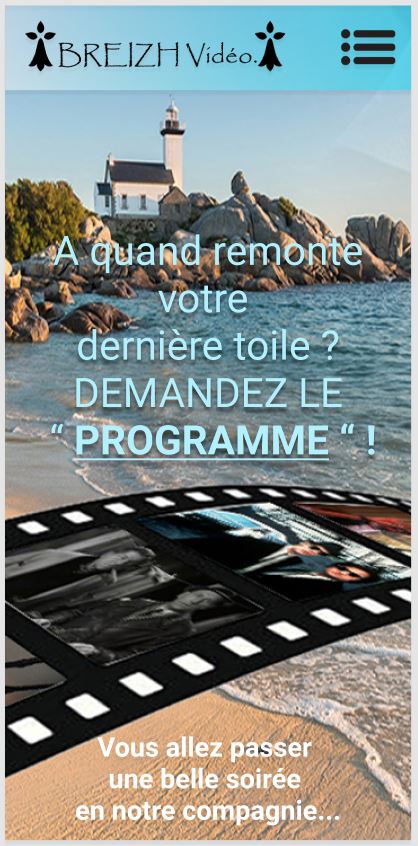 BREIZH Vidéo.
A quand remonte
votre
dernière toile ?
DEMANDEZ LE
“ PROGRAMME “ !
Vous allez passer
une belle soirée
en notre compagnie...